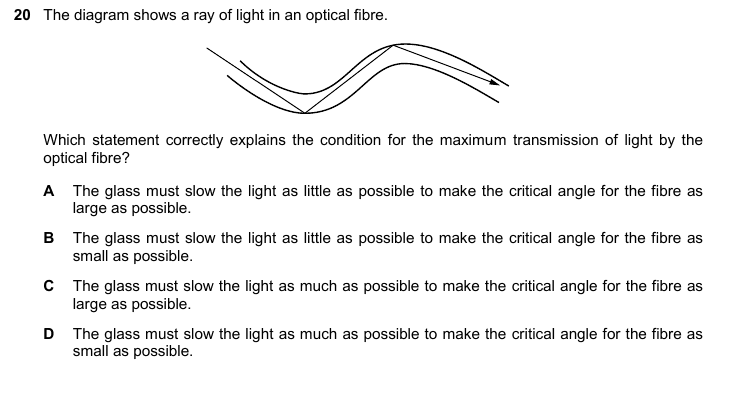 20 The diagram shows a ray of light in an optical fibre.
Which statement correctly explains the condition for the maximum transmission of light by the
optical fibre?
A The glass must slow the light as little as possible to make the critical angle for the fibre as
large as possible.
B The glass must slow the light as little as possible to make the critical angle for the fibre as
small as possible.
C The glass must slow the light as much as possible to make the critical angle for the fibre as
large as possible.
D The glass must slow the light as much as possible to make the critical angle for the fibre as
small as possible.